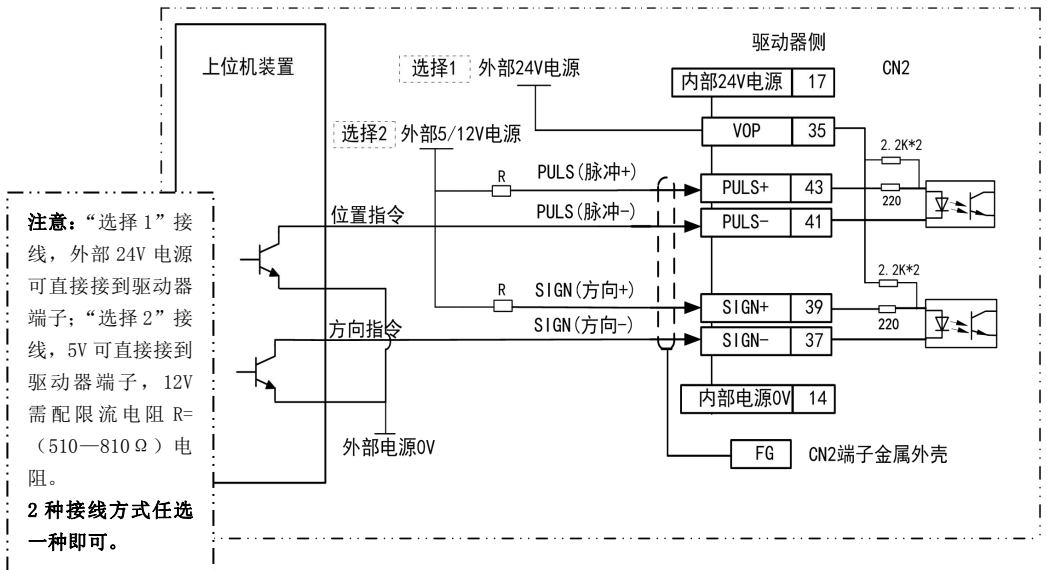 驱动器侧
上位机装置
选择1 外部24V电源
CN2
内部24V电源 17
VOP 35
选择2 外部5/12V电源
2.2K*2
R PULS(脉冲+)
PULS+ 43
220
位置指令 PULS(脉冲-)
PULS- 41
注意：“选择 1”接
线，外部 24V 电源
可直接接到驱动器
端子；“选择 2”接
线，5V 可直接接到
驱动器端子，12V
需配限流电阻 R=
（510—810Ω）电
阻。
2 种接线方式任选
一种即可。
2.2K*2
R SIGN(方向+)
SIGN+ 39
220
方向指令 SIGN(方向-)
SIGN- 37
内部电源0V 14
外部电源0V
FG CN2端子金属外壳